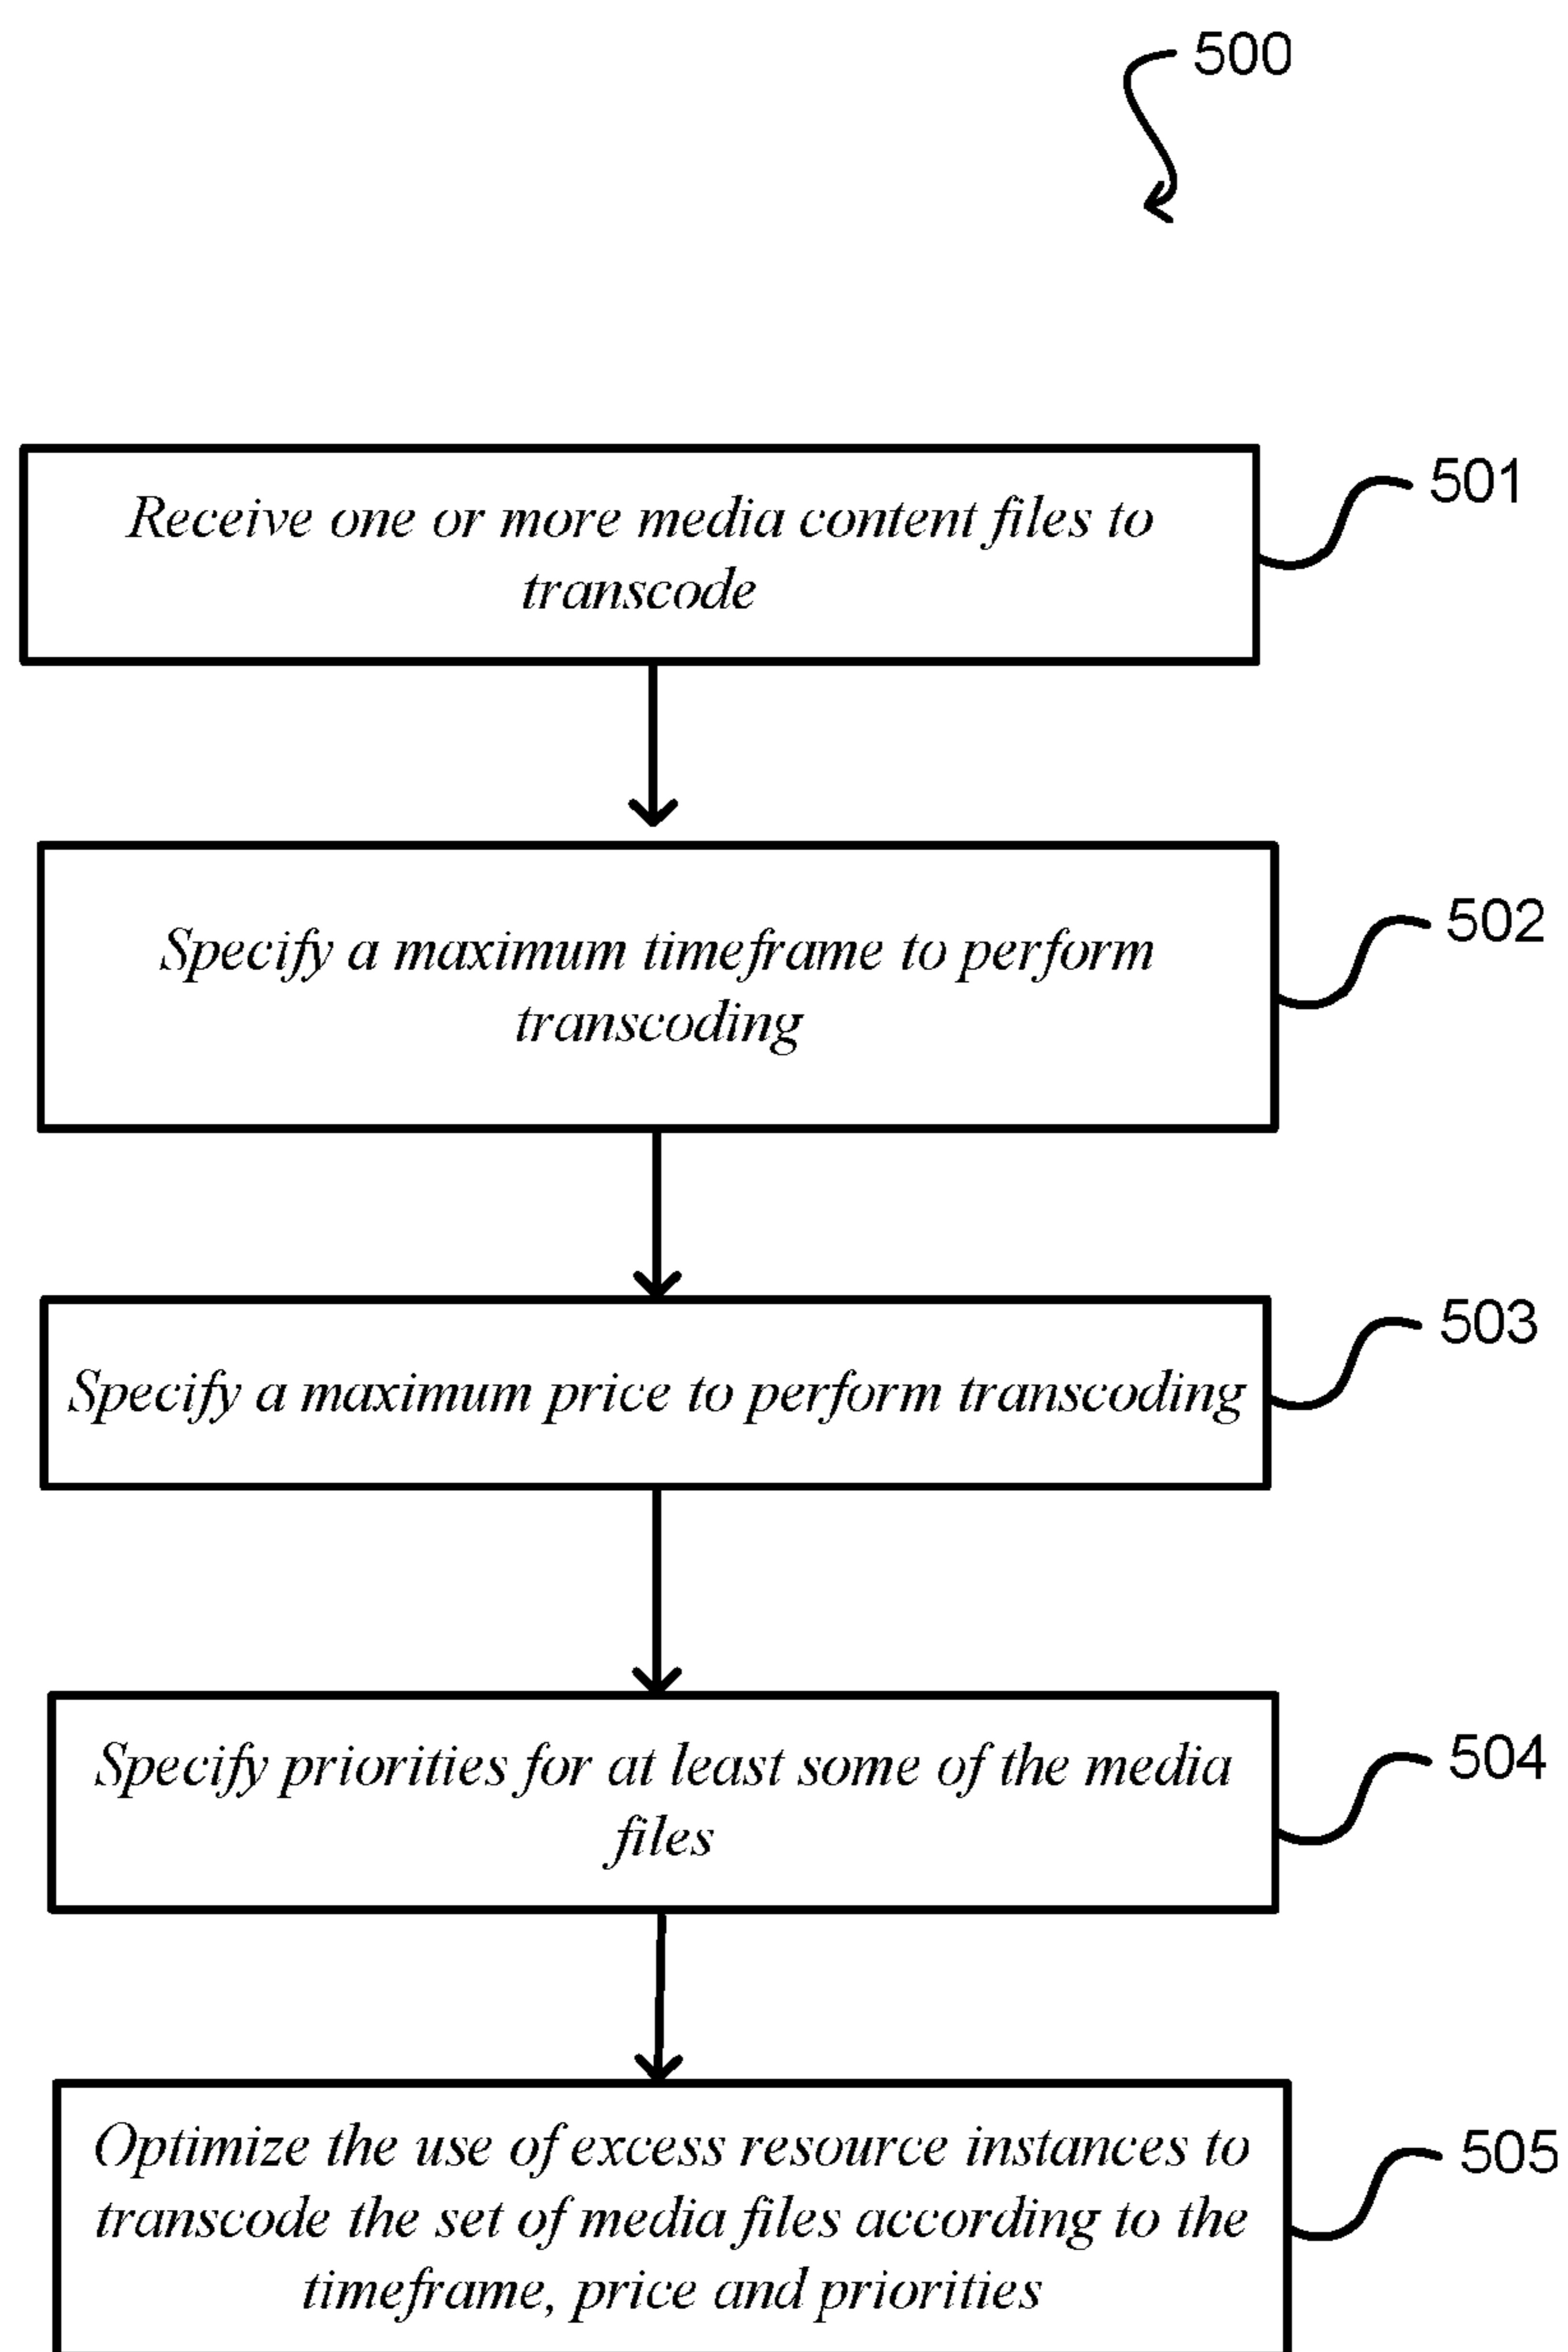 500
Receive one or more media content files to
transcode
501
Specify a maximum timeframe to perform
transcoding
502
Specify a maximum price to perform transcoding
503
Specify priorities for at least some of the media
files
504
Optimize the use of excess resource instances to
transcode the set of media files according to the
timeframe, price and priorities
505